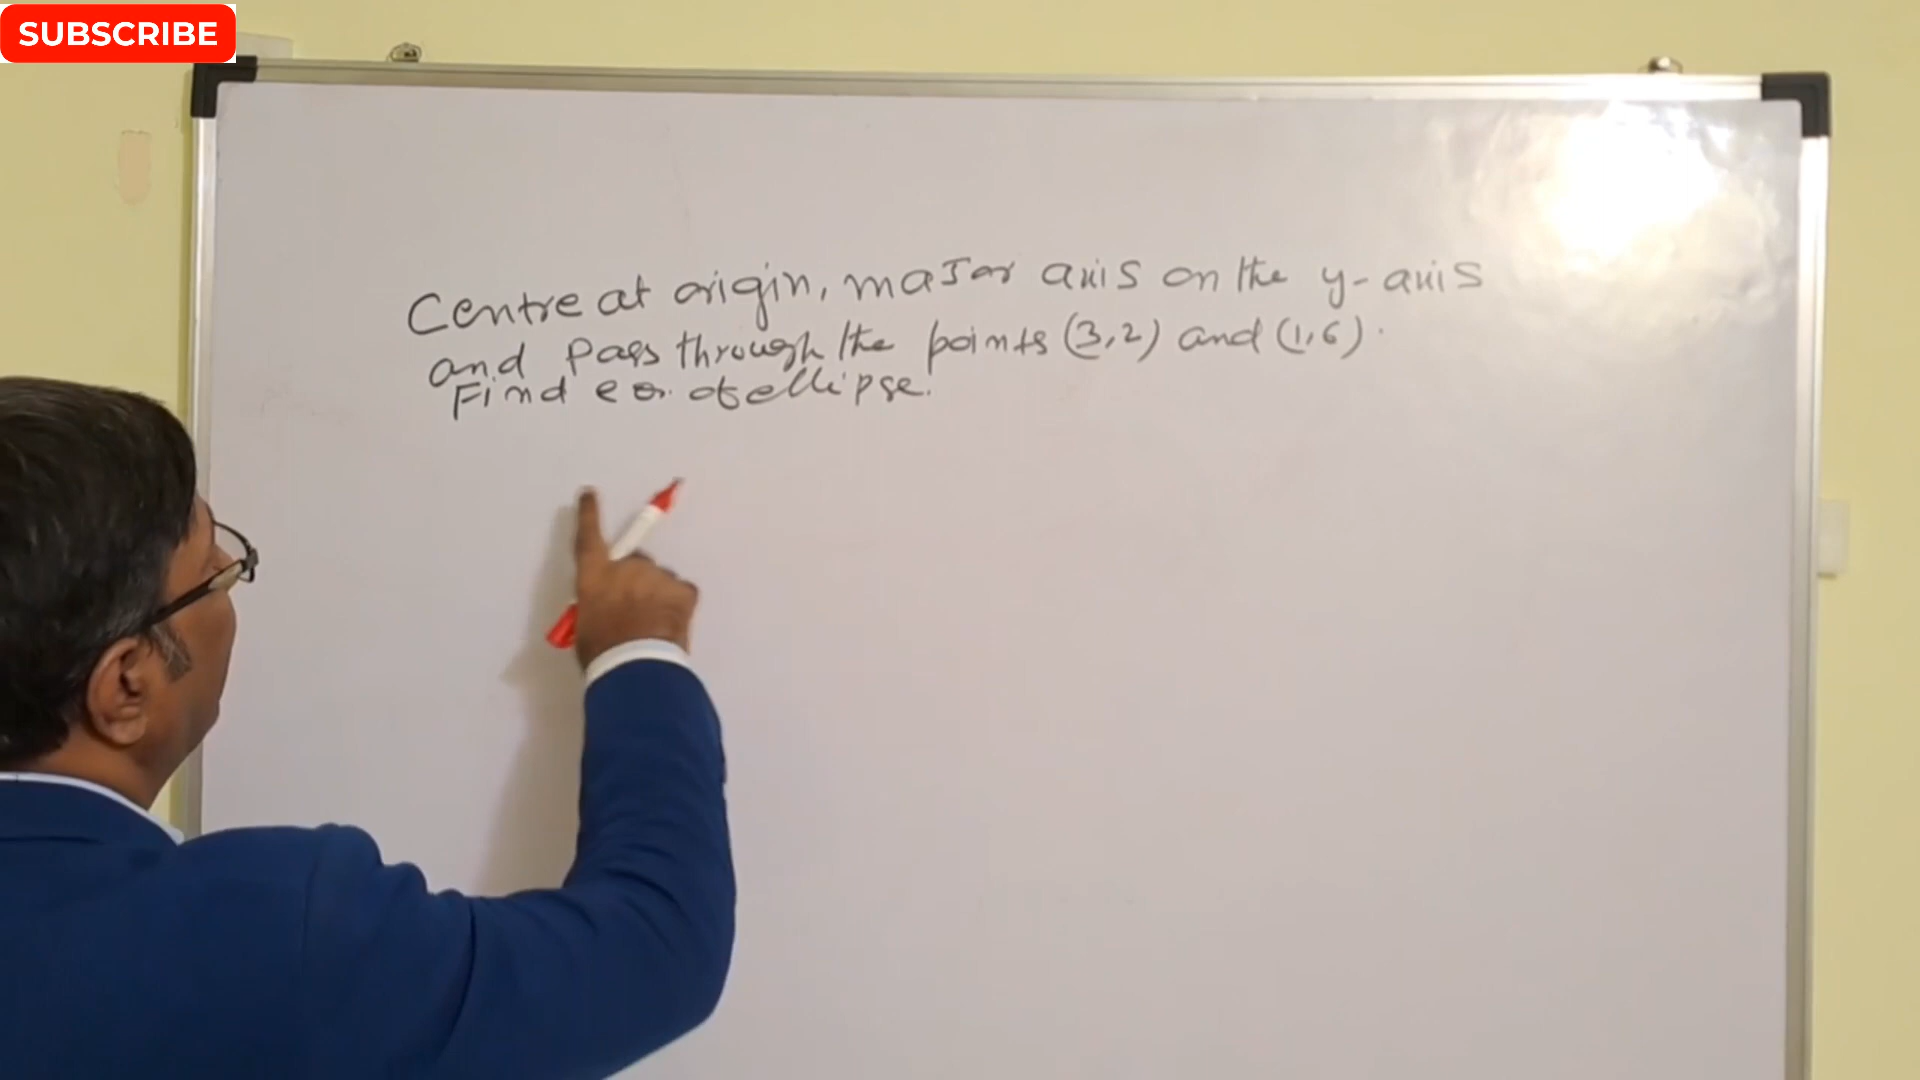 SUBSCRIBE
Centre at origin, major axis on the y-axis
and pass through the points (3,2) and (1,6).
Find eq. of ellipse.